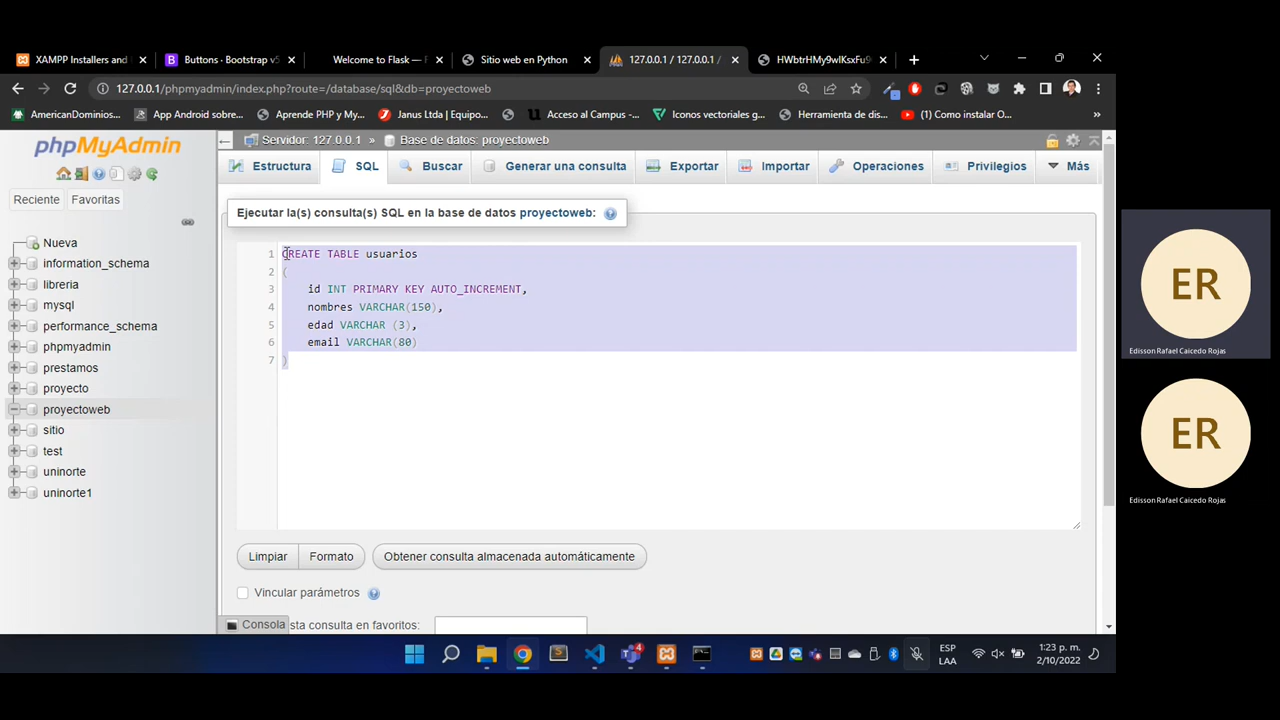 XAMPP Installers and
Buttons · Bootstrap v5
Welcome to Flask —
Sitio web en Python
127.0.0.1 / 127.0.0.1 /
HWbtrHMy9wIKsxFu9
127.0.0.1/phpmyadmin/index.php?route=/database/sql&db=proyectoweb
AmericanDominios...
App Android sobre...
Aprende PHP y My...
Janus Ltda | Equipo...
Acceso al Campus -...
Iconos vectoriales g...
Herramienta de dis...
(1) Como instalar O...
phpMyAdmin
Reciente
Favoritas
Nueva
information_schema
libreria
mysql
performance_schema
phpmyadmin
prestamos
proyecto
proyectoweb
sitio
test
uninorte
uninorte1
Servidor: 127.0.0.1 » Base de datos: proyectoweb
Estructura
SQL
Buscar
Generar una consulta
Exportar
Importar
Operaciones
Privilegios
Más
Ejecutar la(s) consulta(s) SQL en la base de datos proyectoweb:
1 CREATE TABLE usuarios
2 (
3 id INT PRIMARY KEY AUTO_INCREMENT,
4 nombres VARCHAR(150),
5 edad VARCHAR (3),
6 email VARCHAR(80)
7 )
Limpiar
Formato
Obtener consulta almacenada automáticamente
Vincular parámetros
Consola
sta consulta en favoritos:
ER
Edisson Rafael Caicedo Rojas
ER
Edisson Rafael Caicedo Rojas
4
ESP
LAA
1:23 p. m.
2/10/2022